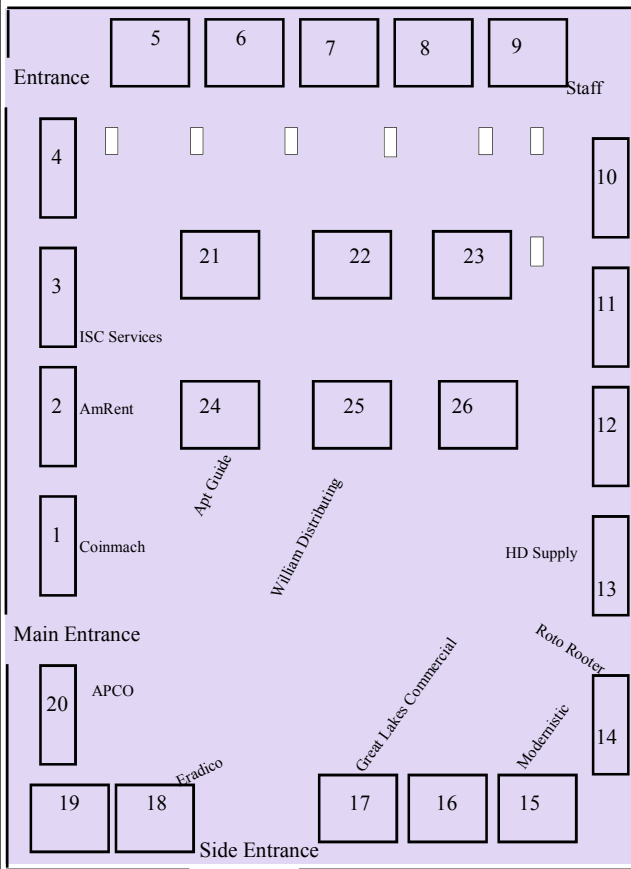 5
6
7
8
9
Entrance
Staff
4
10
21
22
23
3
11
ISC Services
2
AmRent
24
25
26
12
Apt Guide
William Distributing
1
Coinmach
HD Supply
13
Main Entrance
Roto Rooter
20
APCO
Great Lakes Commercial
Modernistic
14
Eradico
19
18
17
16
15
Side Entrance